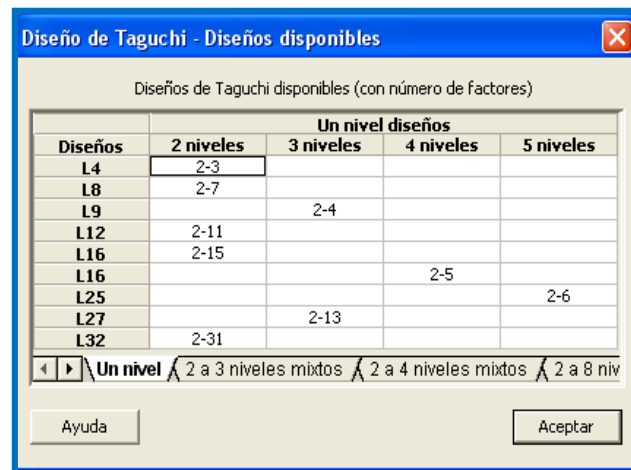 Diseño de Taguchi - Diseños disponibles
Diseños de Taguchi disponibles (con número de factores)
Un nivel diseños
Diseños 2 niveles 3 niveles 4 niveles 5 niveles
L4 2-3
L8 2-7
L9 2-4
L12 2-11
L16 2-15
L16 2-5
L25 2-6
L27 2-13
L32 2-31
Un nivel 2 a 3 niveles mixtos 2 a 4 niveles mixtos 2 a 8 niv
Ayuda Aceptar